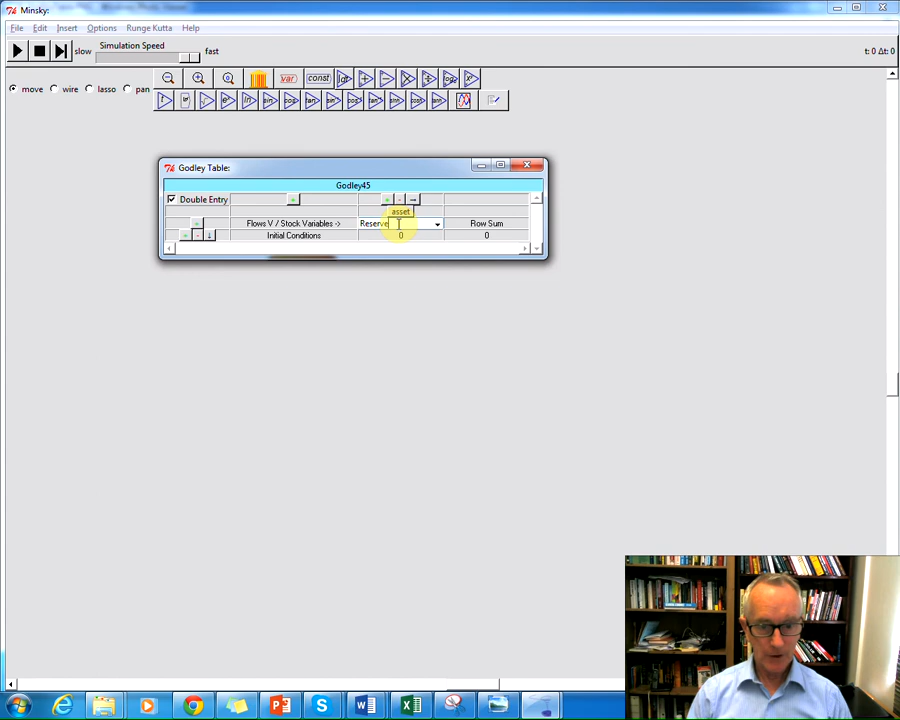 Minsky:
File Edit Insert Options Runge Kutta Help
slow Simulation Speed fast t: 0 Δt: 0
move wire lasso pan var const
Godley Table:
Godley45
Double Entry
asset
Flows V / Stock Variables -> Reserve Row Sum
Initial Conditions 0 0